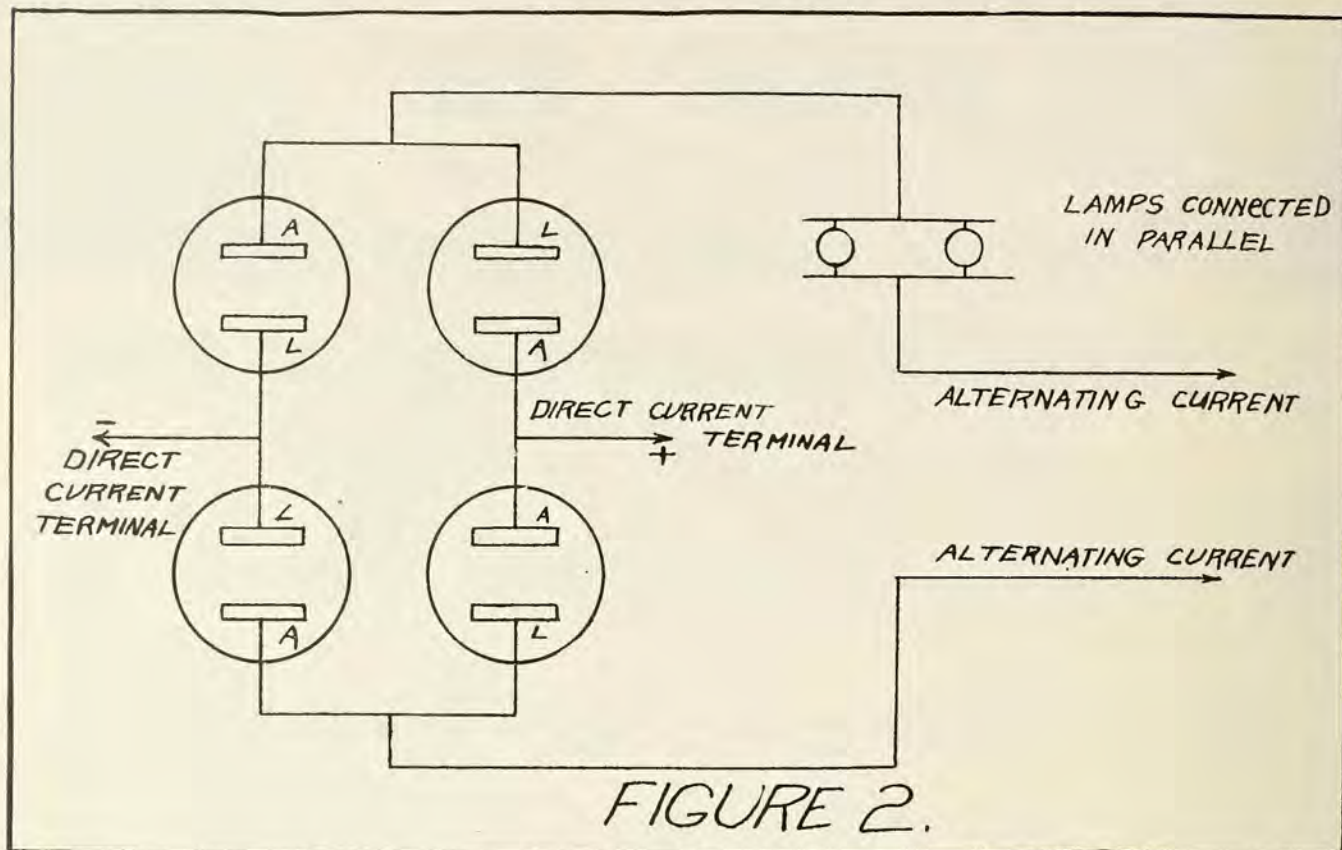 A
L
L
A
LAMPS CONNECTED
IN PARALLEL
ALTERNATING CURRENT
-
DIRECT
CURRENT
TERMINAL
DIRECT CURRENT
TERMINAL
+
L
A
A
L
ALTERNATING CURRENT
FIGURE 2.